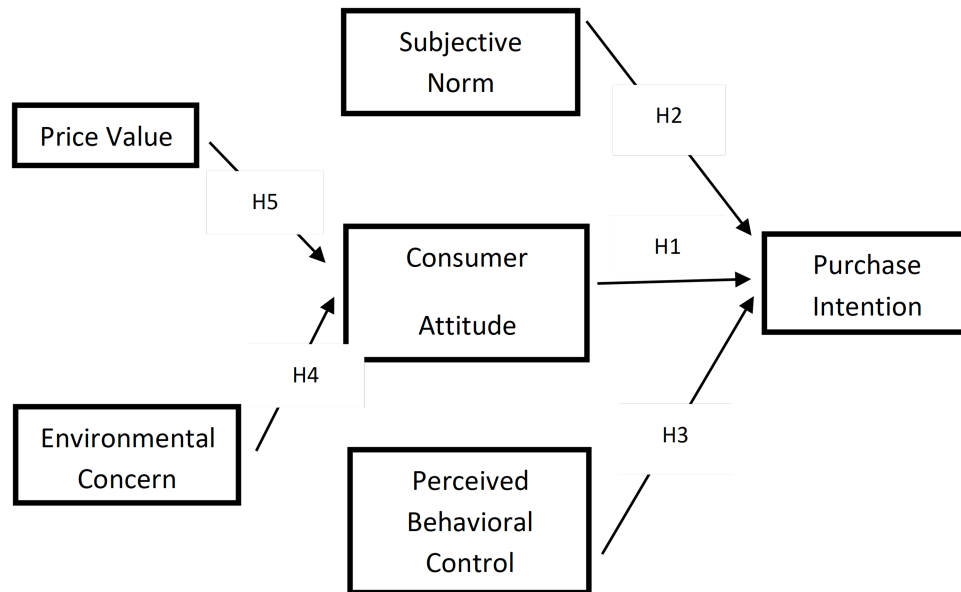 Subjective
Norm
H2
Price Value
H5
Consumer
Attitude
H1
Purchase
Intention
H4
Environmental
Concern
H3
Perceived
Behavioral
Control